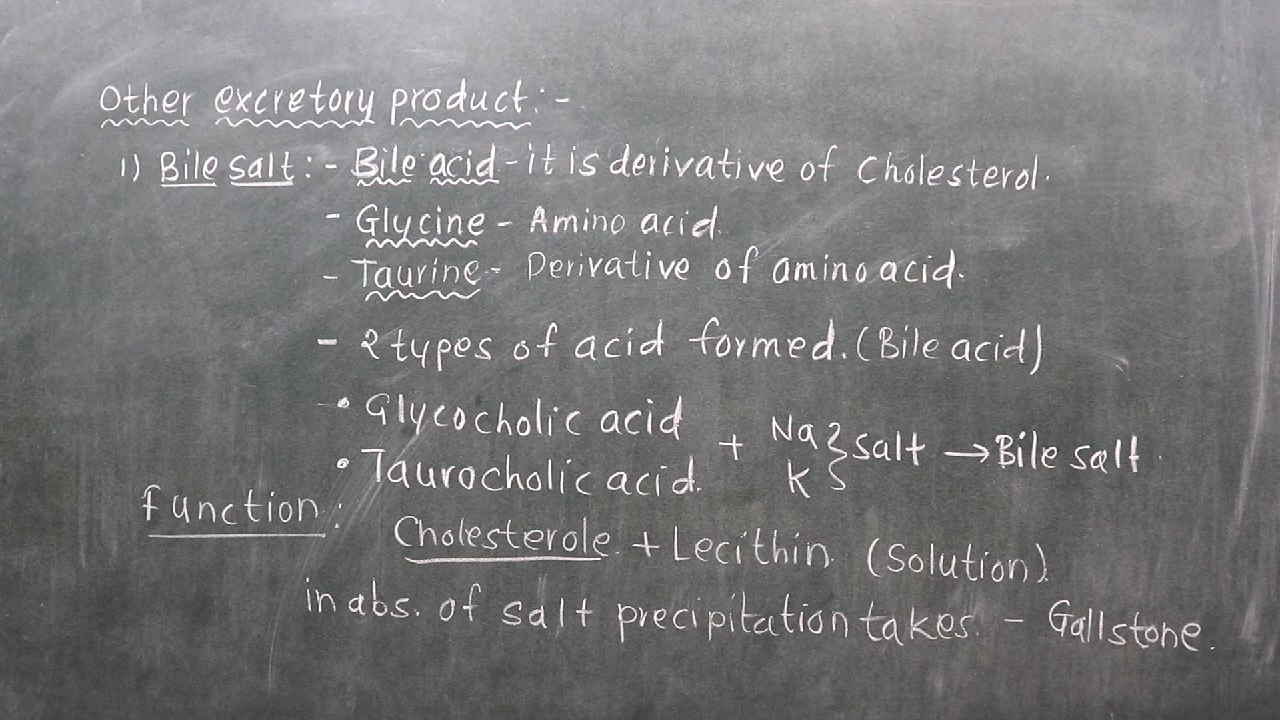 Other excretory product:-
1) Bile salt:- Bile acid - it is derivative of Cholesterol.
- Glycine - Amino acid.
- Taurine - Derivative of amino acid.
- 2 types of acid formed. (Bile acid)
• Glycocholic acid
• Taurocholic acid.
+ Na K } salt → Bile salt.
function:
Cholesterole. + Lecithin. (Solution).
in abs. of salt precipitation takes. - Gallstone.